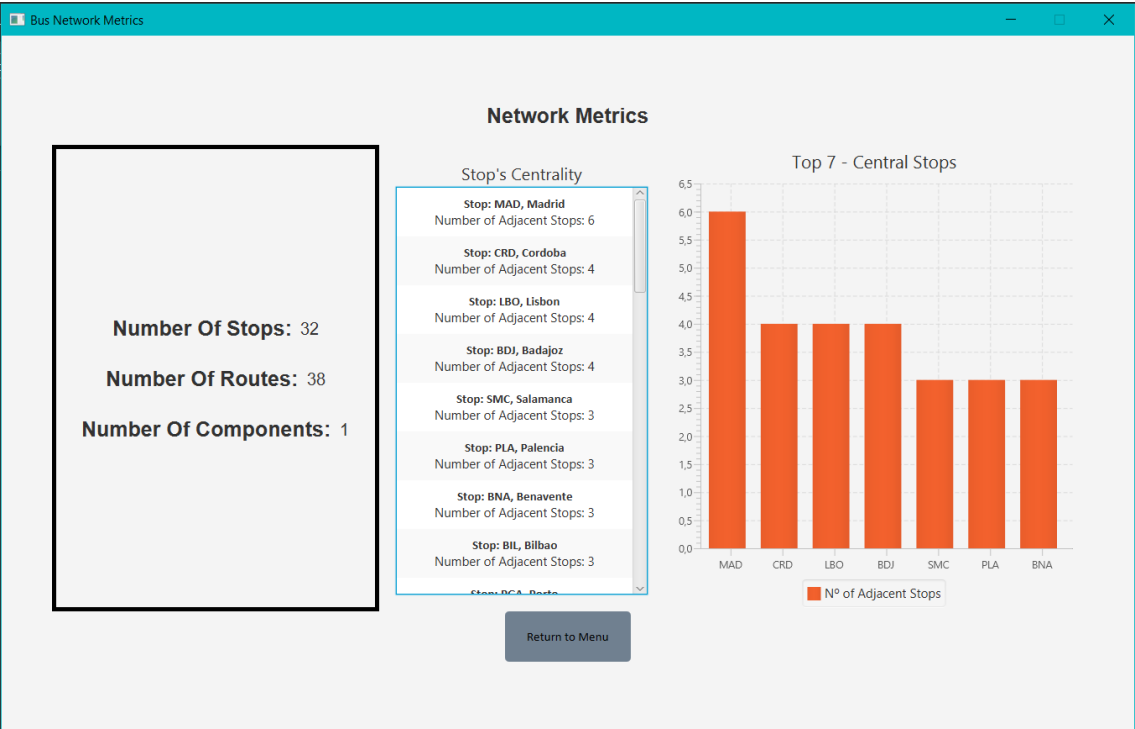 Bus Network Metrics
Network Metrics
Number Of Stops: 32
Number Of Routes: 38
Number Of Components: 1
Stop's Centrality
Stop: MAD, Madrid
Number of Adjacent Stops: 6
Stop: CRD, Cordoba
Number of Adjacent Stops: 4
Stop: LBO, Lisbon
Number of Adjacent Stops: 4
Stop: BDJ, Badajoz
Number of Adjacent Stops: 4
Stop: SMC, Salamanca
Number of Adjacent Stops: 3
Stop: PLA, Palencia
Number of Adjacent Stops: 3
Stop: BNA, Benavente
Number of Adjacent Stops: 3
Stop: BIL, Bilbao
Number of Adjacent Stops: 3
Top 7 - Central Stops
6,5
6,0
5,5
5,0
4,5
4,0
3,5
3,0
2,5
2,0
1,5
1,0
0,5
0,0
MAD CRD LBO BDJ SMC PLA BNA
Nº of Adjacent Stops
Return to Menu